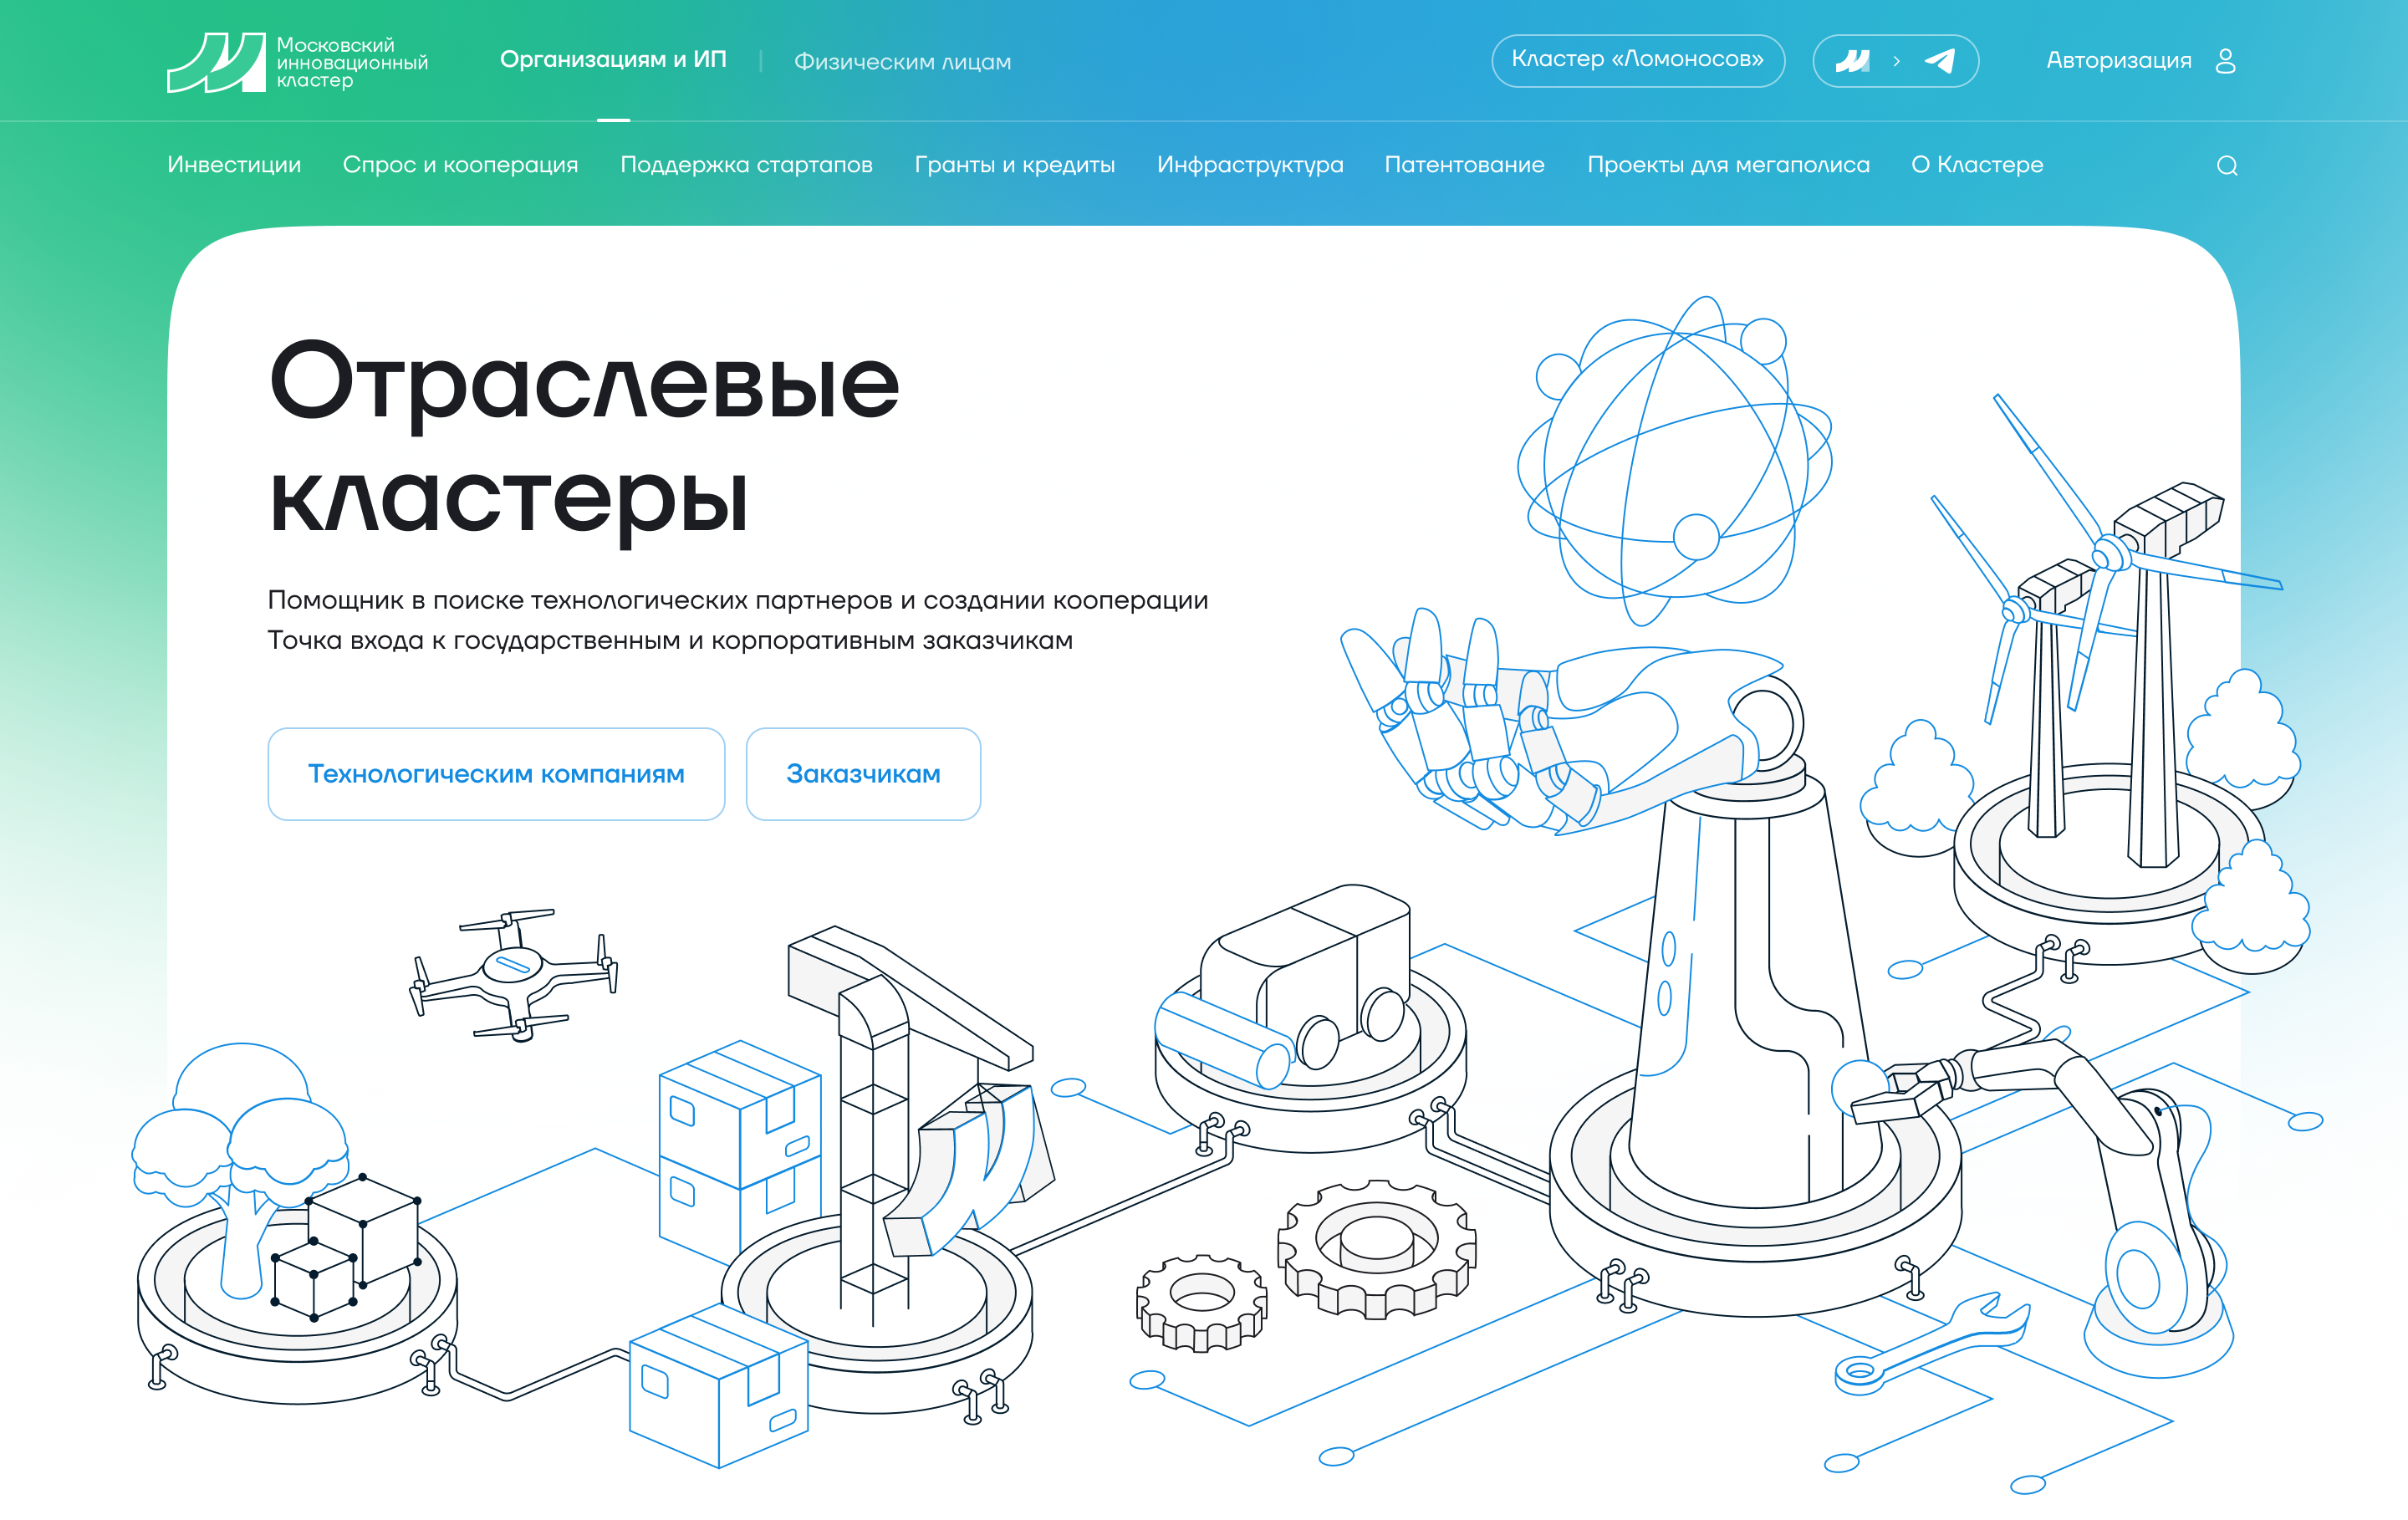 Московский
инновационный
кластер
Организациям и ИП
Физическим лицам
Кластер «Ломоносов»
Авторизация
Инвестиции
Спрос и кооперация
Поддержка стартапов
Гранты и кредиты
Инфраструктура
Патентование
Проекты для мегаполиса
О Кластере
Отраслевые
кластеры
Помощник в поиске технологических партнеров и создании кооперации
Точка входа к государственным и корпоративным заказчикам
Технологическим компаниям
Заказчикам